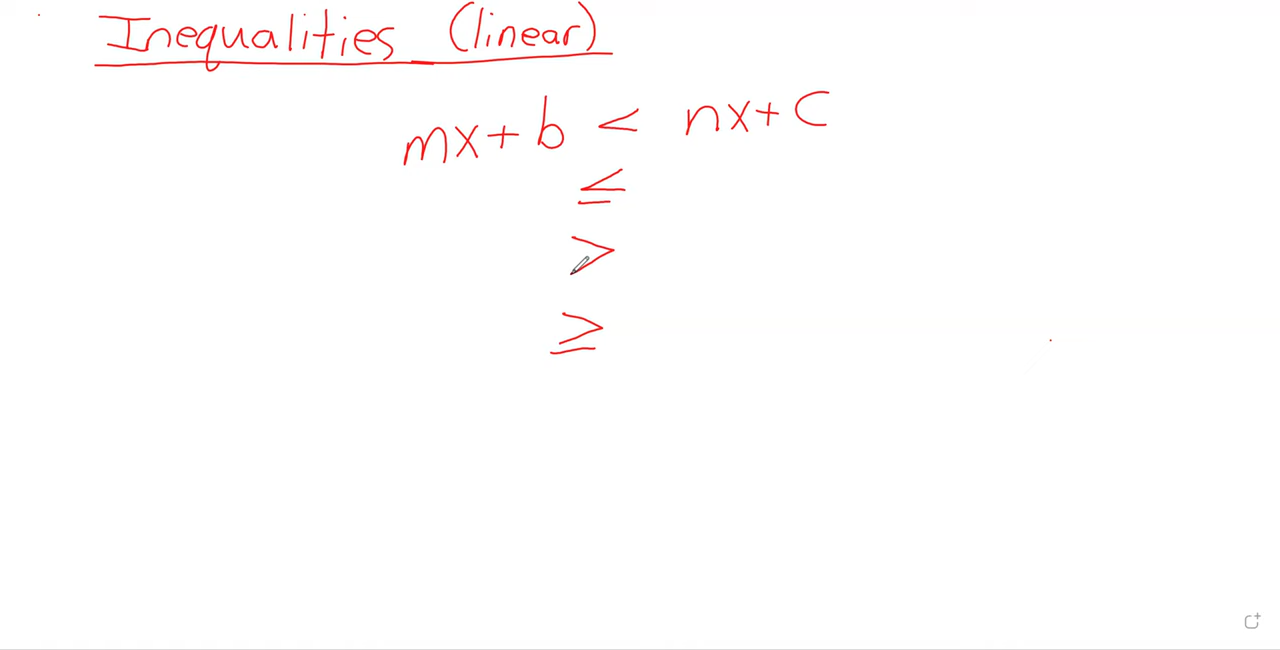 Inequalities (linear)
mx + b < nx + c
≤
>
≥